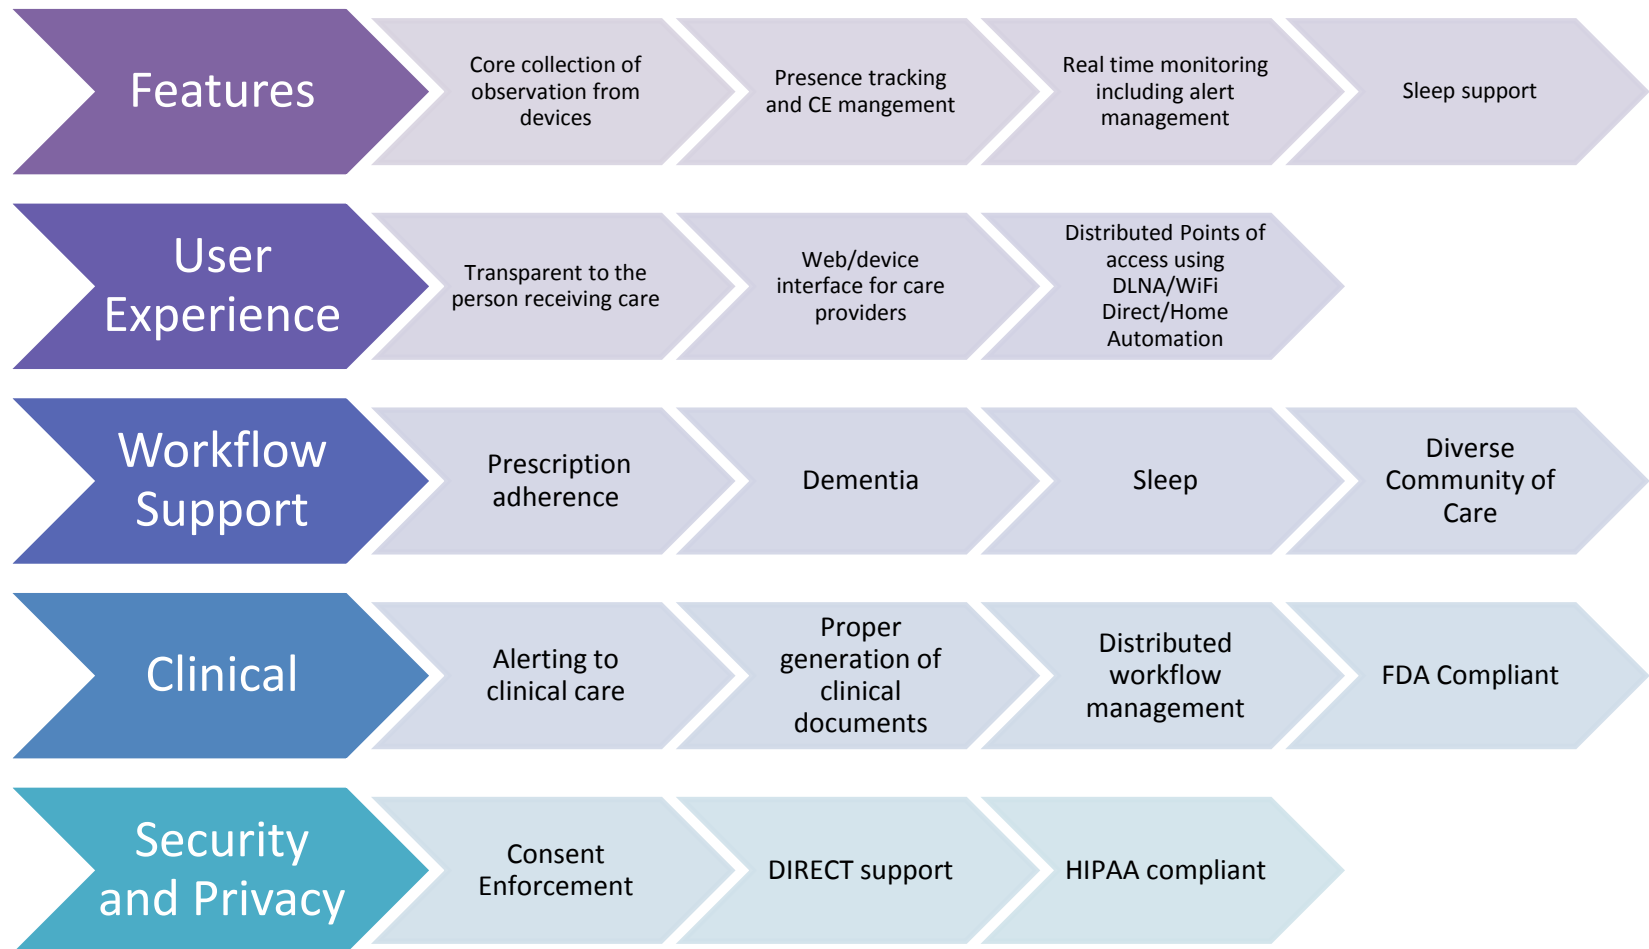 Features
Core collection of
observation from
devices
Presence tracking
and CE mangement
Real time monitoring
including alert
management
Sleep support
User
Experience
Transparent to the
person receiving care
Web/device
interface for care
providers
Distributed Points of
access using
DLNA/WiFi
Direct/Home
Automation
Workflow
Support
Prescription
adherence
Dementia
Sleep
Diverse
Community of
Care
Clinical
Alerting to
clinical care
Proper
generation of
clinical
documents
Distributed
workflow
management
FDA Compliant
Security
and Privacy
Consent
Enforcement
DIRECT support
HIPAA compliant